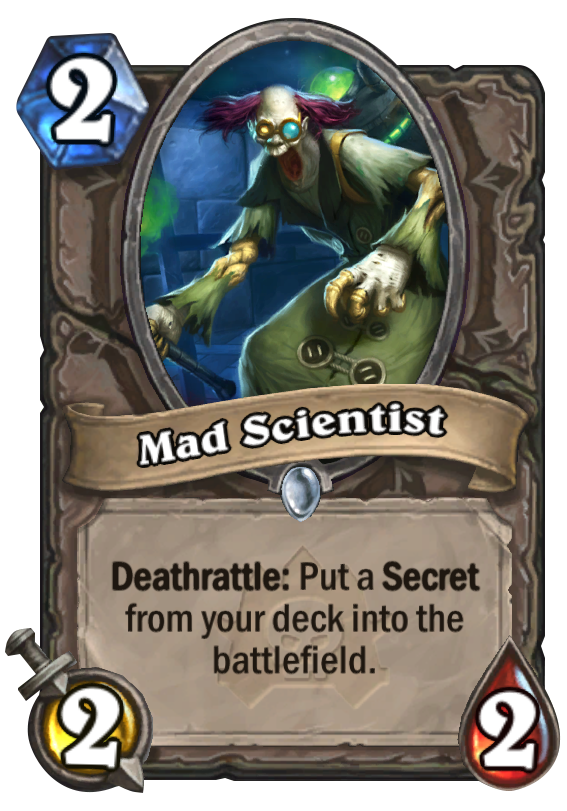 2
Mad Scientist
Deathrattle: Put a Secret
from your deck into the
battlefield.
2
2